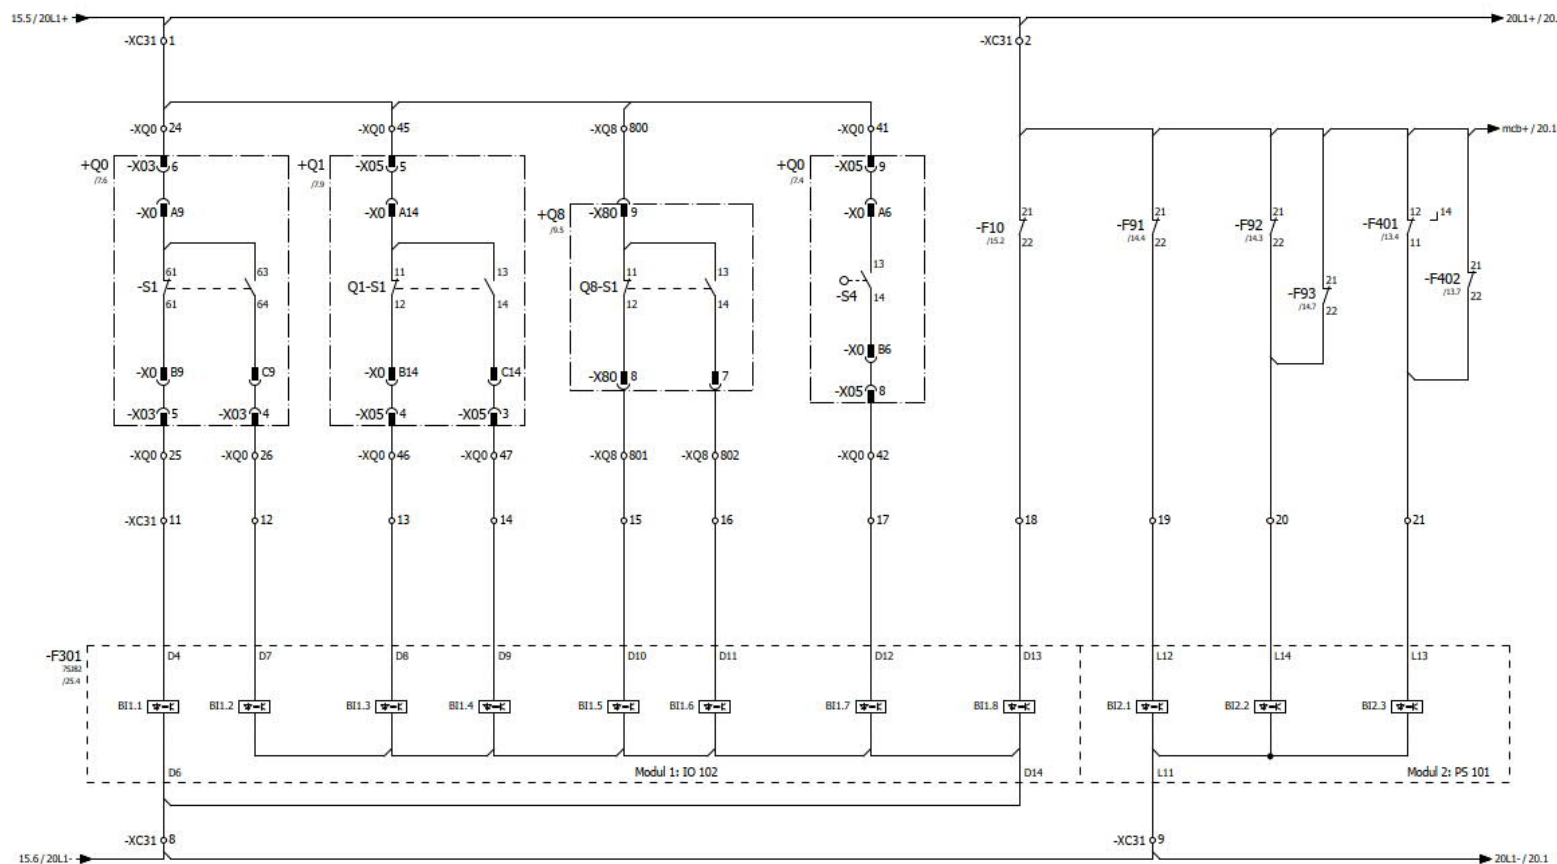 15.5 / 20L1+
20L1+ / 20.
-XC31 1
-XC31 2
-XQ0 24
-XQ0 45
-XQ8 800
-XQ0 41
mcb+ / 20.1
+Q0
/7.6
-X03 6
+Q1
/7.9
-X05 5
+Q0
/7.4
-X05 9
-X0 A9
-X0 A14
+Q8
/9.5
-X80 9
-X0 A6
-F10
/15.2
21
22
-F91
/14.4
21
22
-F92
/14.3
21
22
-F401
/13.4
12
14
11
-S1
61
61
63
64
Q1-S1
11
12
13
14
Q8-S1
11
12
13
14
-S4
13
14
-F93
/14.7
21
22
-F402
/13.7
21
22
-X0 B9
C9
-X0 B14
C14
-X80 8
7
-X0 B6
-X03 5
-X03 4
-X05 4
-X05 3
-X05 8
-XQ0 25
-XQ0 26
-XQ0 46
-XQ0 47
-XQ8 801
-XQ8 802
-XQ0 42
-XC31 11
12
13
14
15
16
17
18
19
20
21
-F301
7SJ82
/25.4
D4
D7
D8
D9
D10
D11
D12
D13
L12
L14
L13
BI1.1
BI1.2
BI1.3
BI1.4
BI1.5
BI1.6
BI1.7
BI1.8
BI2.1
BI2.2
BI2.3
D6
Modul 1: IO 102
D14
L11
Modul 2: PS 101
-XC31 8
-XC31 9
15.6 / 20L1-
20L1- / 20.1